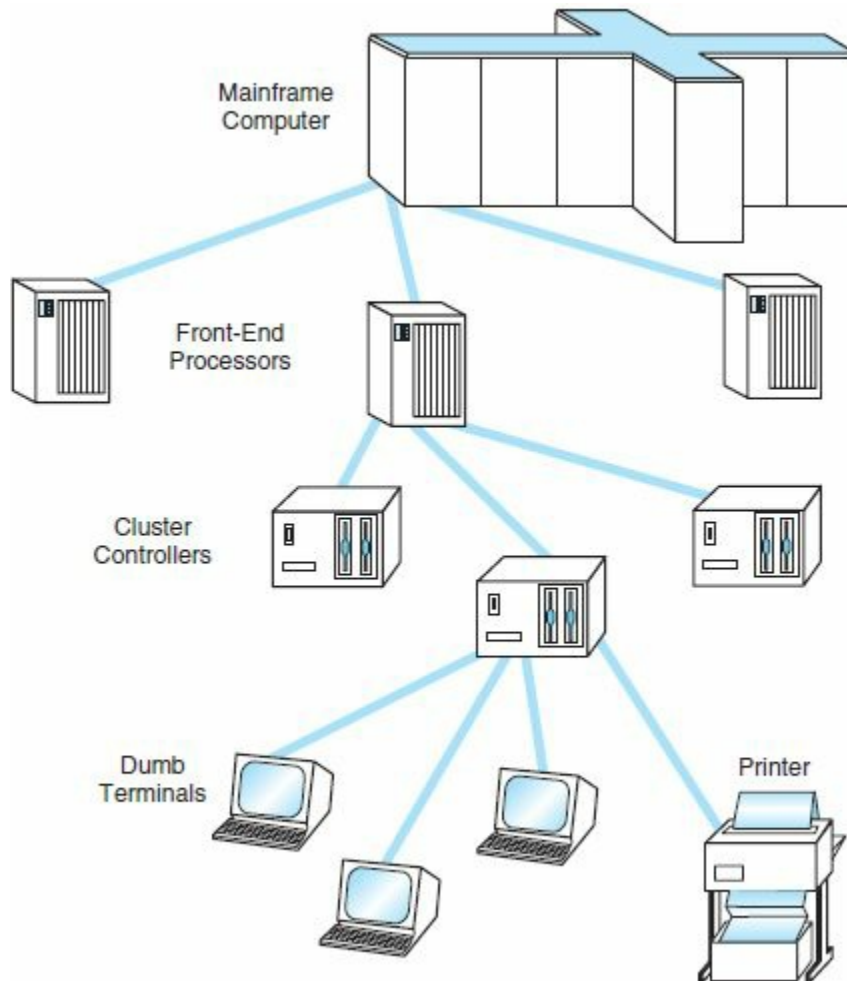 Mainframe
Computer
Front-End
Processors
Cluster
Controllers
Dumb
Terminals
Printer